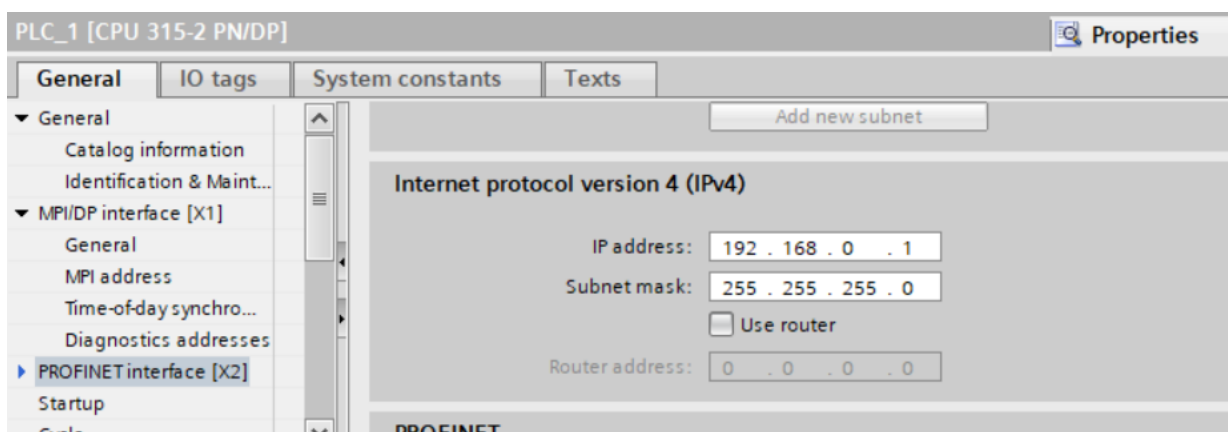 PLC_1 [CPU 315-2 PN/DP]
Properties
General
IO tags
System constants
Texts
General
Catalog information
Identification & Maint...
MPI/DP interface [X1]
General
MPI address
Time-of-day synchro...
Diagnostics addresses
PROFINET interface [X2]
Startup
Add new subnet
Internet protocol version 4 (IPv4)
IP address: 192 . 168 . 0 . 1
Subnet mask: 255 . 255 . 255 . 0
Use router
Router address: 0 . 0 . 0 . 0
PROFINET